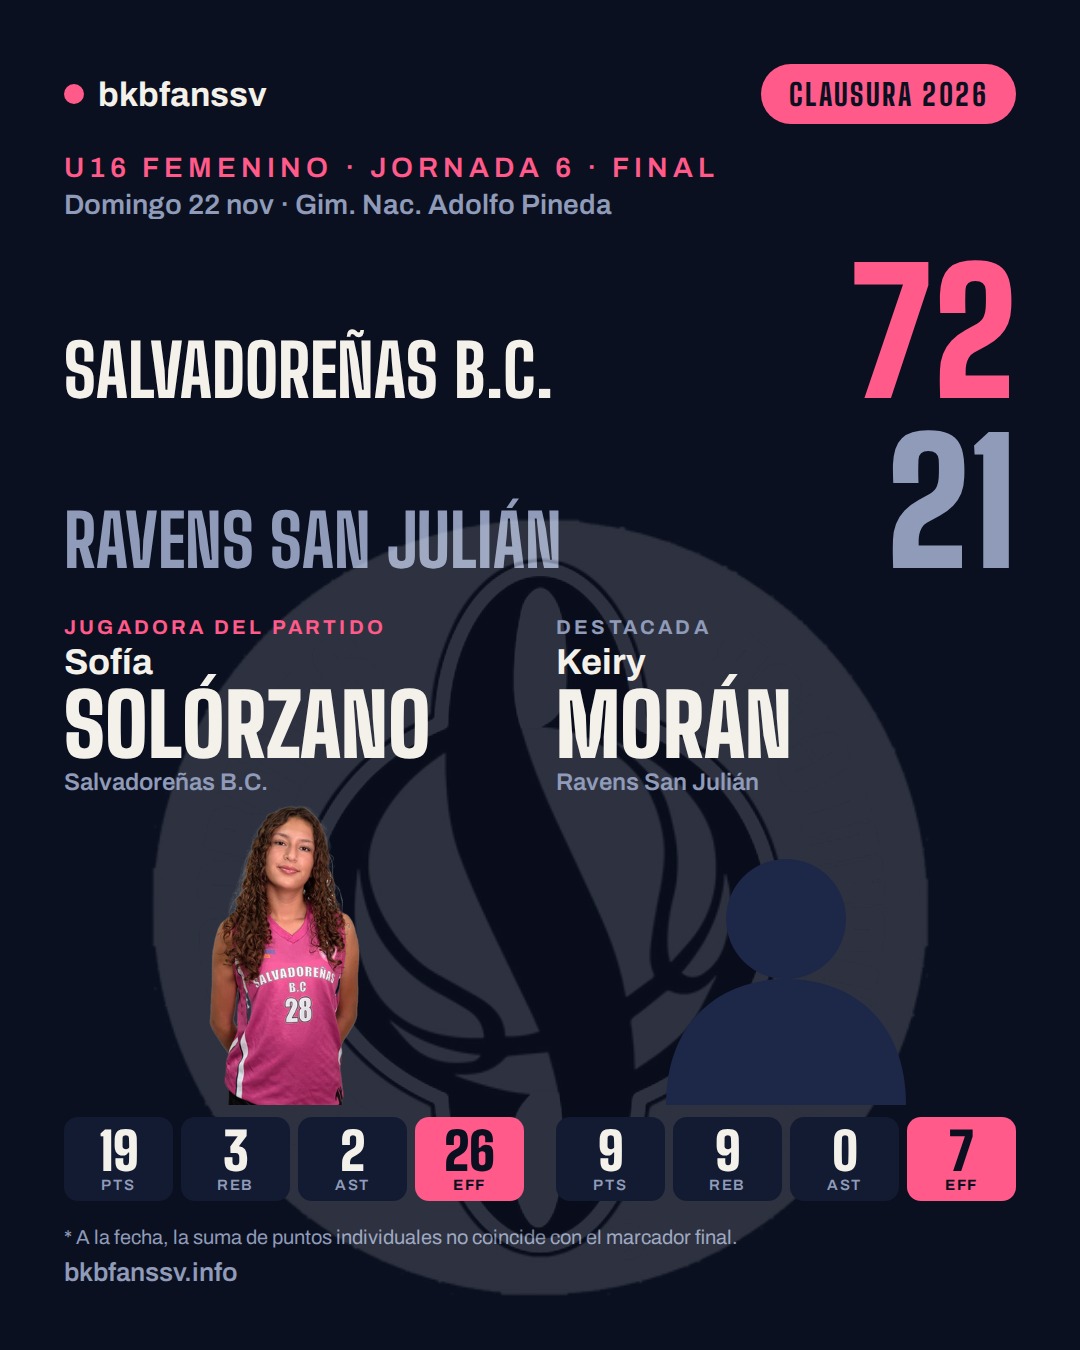 bkbfanssv
CLAUSURA 2026
U16 FEMENINO · JORNADA 6 · FINAL
Domingo 22 nov · Gim. Nac. Adolfo Pineda
SALVADOREÑAS B.C.
72
RAVENS SAN JULIÁN
21
JUGADORA DEL PARTIDO
Sofía
SOLÓRZANO
Salvadoreñas B.C.
DESTACADA
Keiry
MORÁN
Ravens San Julián
SALVADOREÑAS
B.C
28
19 PTS
3 REB
2 AST
26 EFF
9 PTS
9 REB
0 AST
7 EFF
* A la fecha, la suma de puntos individuales no coincide con el marcador final.
bkbfanssv.info